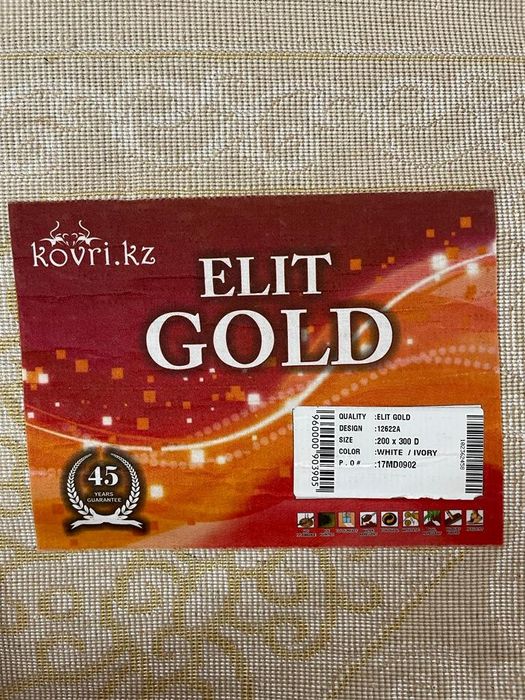 kovri.kz
ELIT
GOLD
QUALITY :ELIT GOLD
DESIGN :12622A
SIZE :200 x 300 D
COLOR :WHITE / IVORY
P.O# :17MD0902
45
YEARS
GUARANTEE